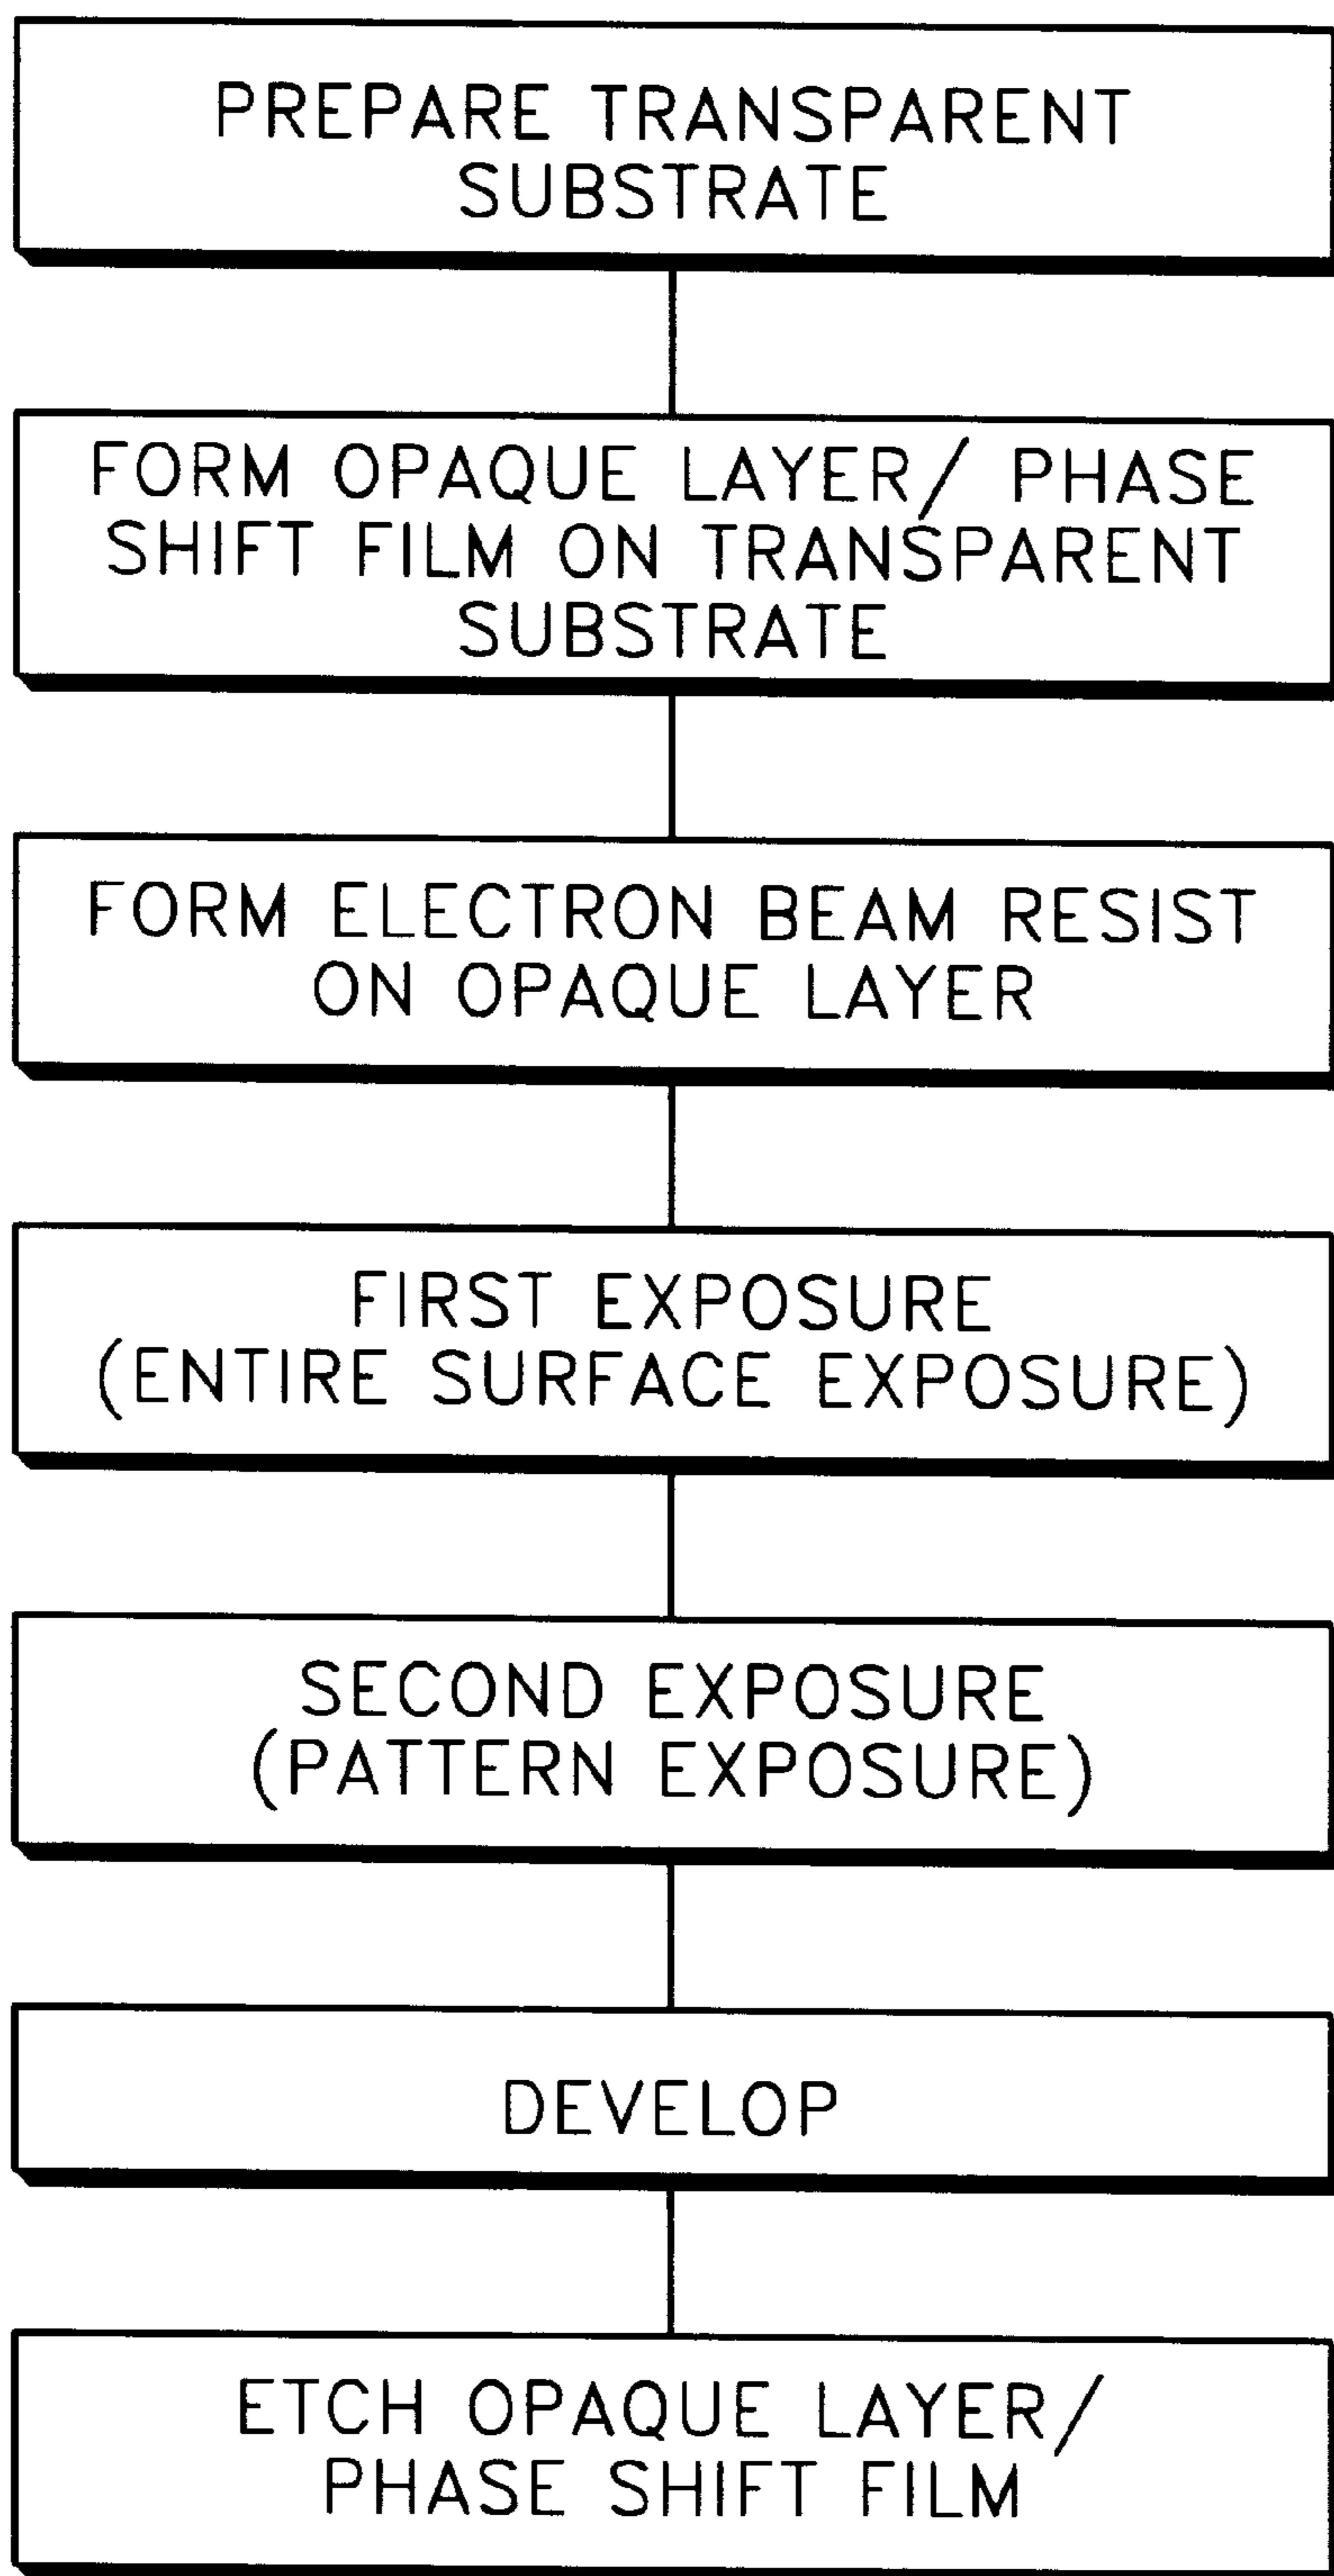 PREPARE TRANSPARENT
SUBSTRATE
FORM OPAQUE LAYER/ PHASE
SHIFT FILM ON TRANSPARENT
SUBSTRATE
FORM ELECTRON BEAM RESIST
ON OPAQUE LAYER
FIRST EXPOSURE
(ENTIRE SURFACE EXPOSURE)
SECOND EXPOSURE
(PATTERN EXPOSURE)
DEVELOP
ETCH OPAQUE LAYER/
PHASE SHIFT FILM